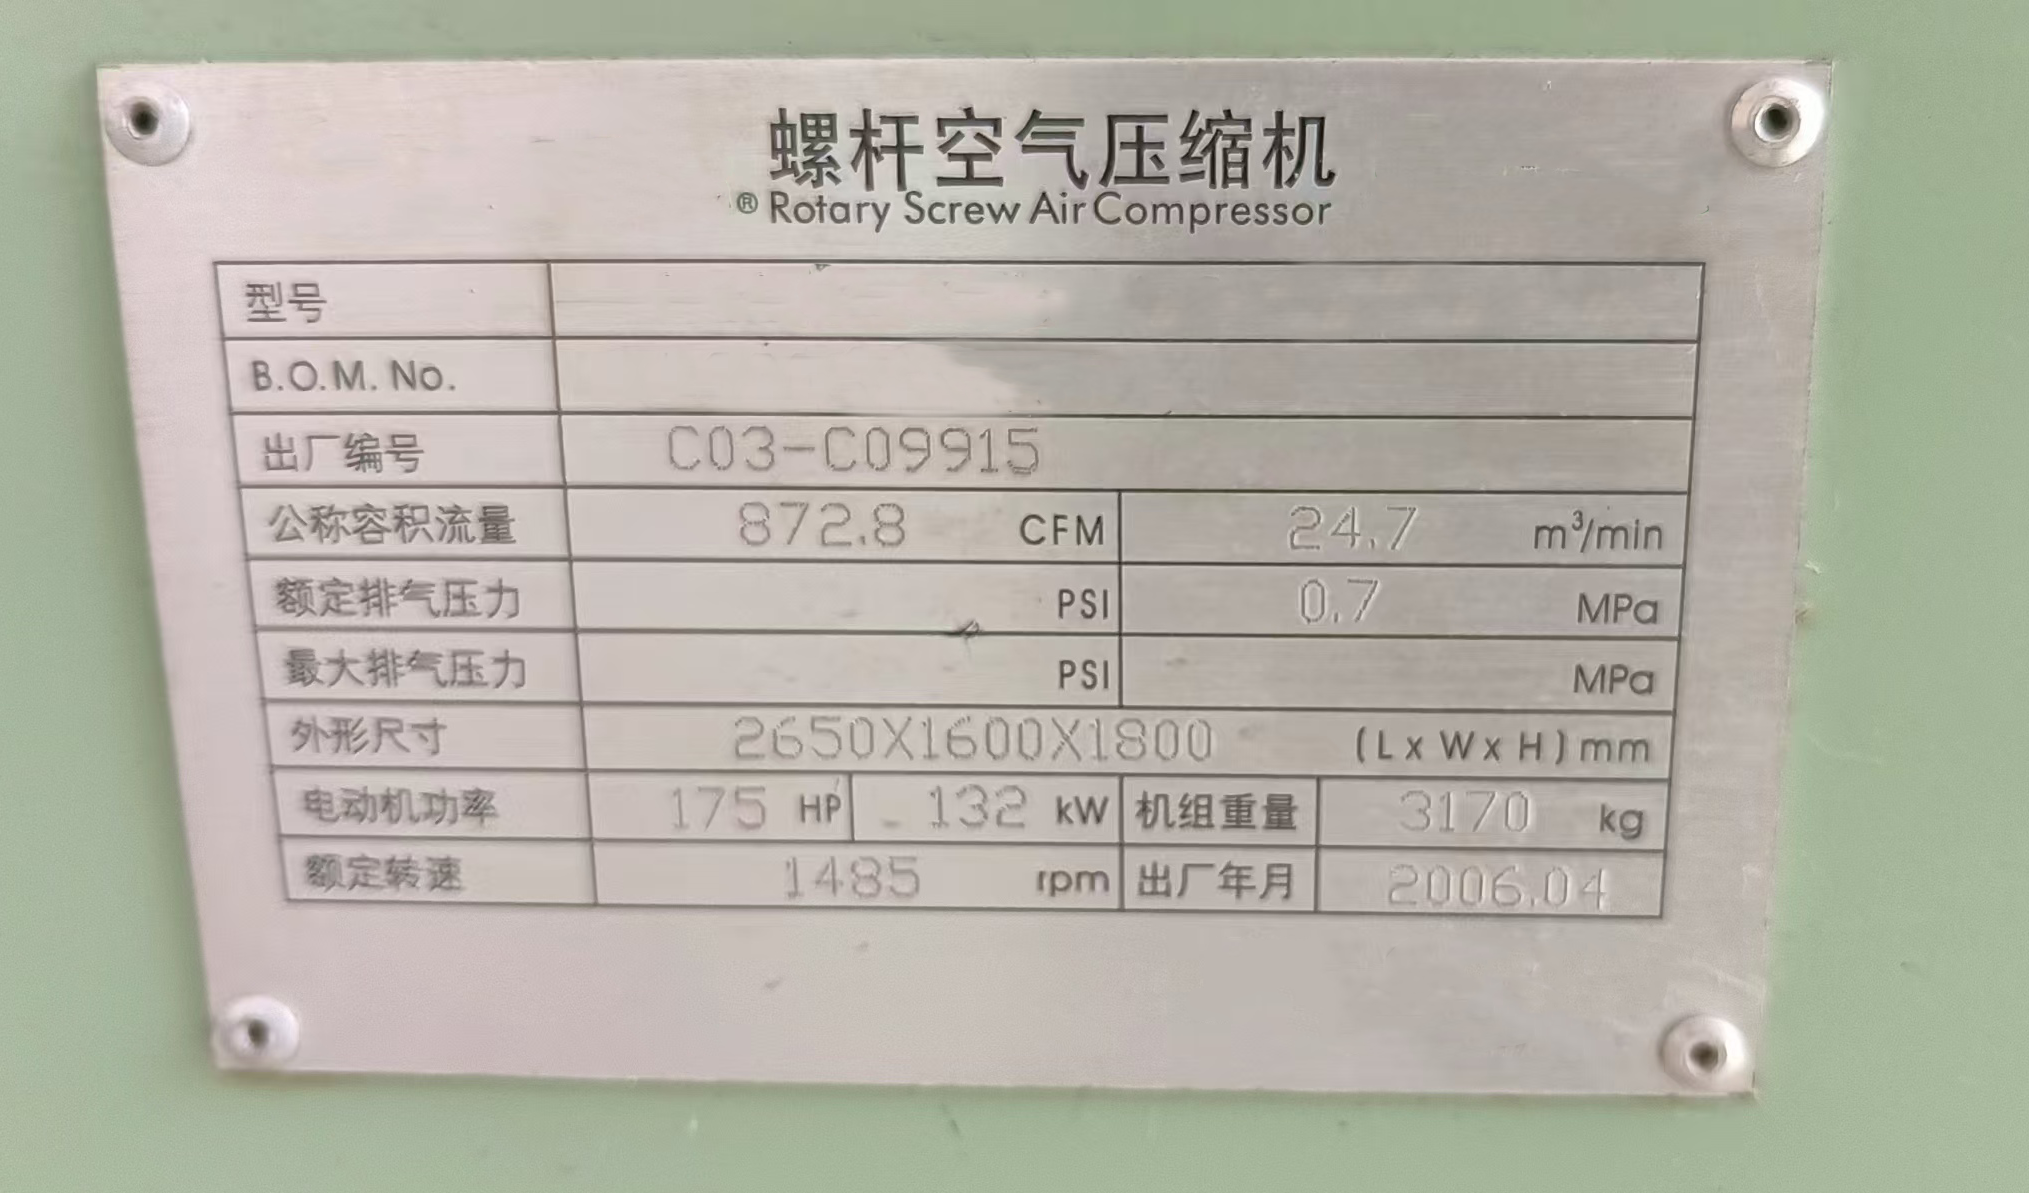 螺杆空气压缩机
® Rotary Screw Air Compressor
型号
B.O.M. No.
出厂编号 C03-C09915
公称容积流量 872.8 CFM 24.7 m³/min
额定排气压力 PSI 0.7 MPa
最大排气压力 PSI MPa
外形尺寸 2650X1600X1800 (L x W x H) mm
电动机功率 175 HP 132 kW 机组重量 3170 kg
额定转速 1485 rpm 出厂年月 2006.04